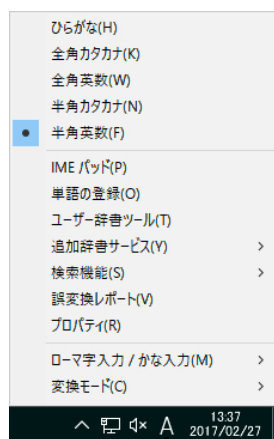 ひらがな(H)
全角カタカナ(K)
全角英数(W)
半角カタカナ(N)
半角英数(F)
IME パッド(P)
単語の登録(O)
ユーザー辞書ツール(T)
追加辞書サービス(Y)
検索機能(S)
誤変換レポート(V)
プロパティ(R)
ローマ字入力 / かな入力(M)
変換モード(C)
A
13:37
2017/02/27